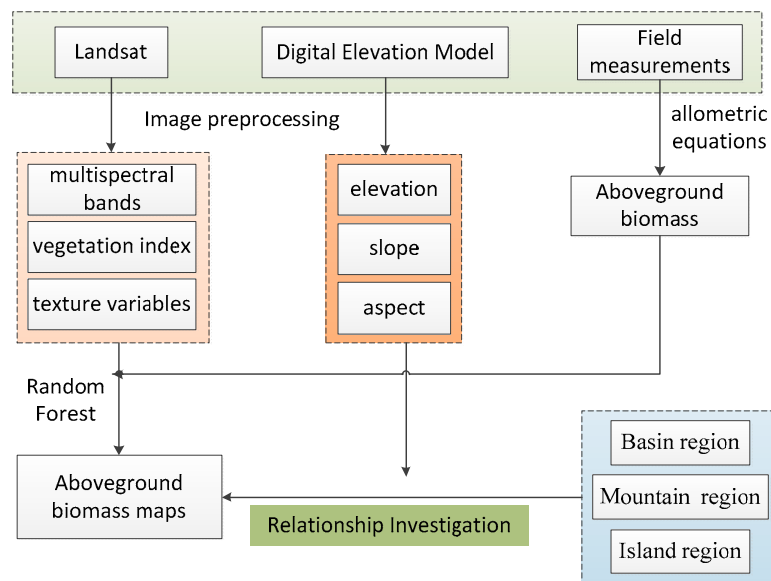 Landsat
Digital Elevation Model
Field
measurements
Image preprocessing
allometric
equations
multispectral
bands
vegetation index
texture variables
elevation
slope
aspect
Aboveground
biomass
Random
Forest
Aboveground
biomass maps
Relationship Investigation
Basin region
Mountain region
Island region